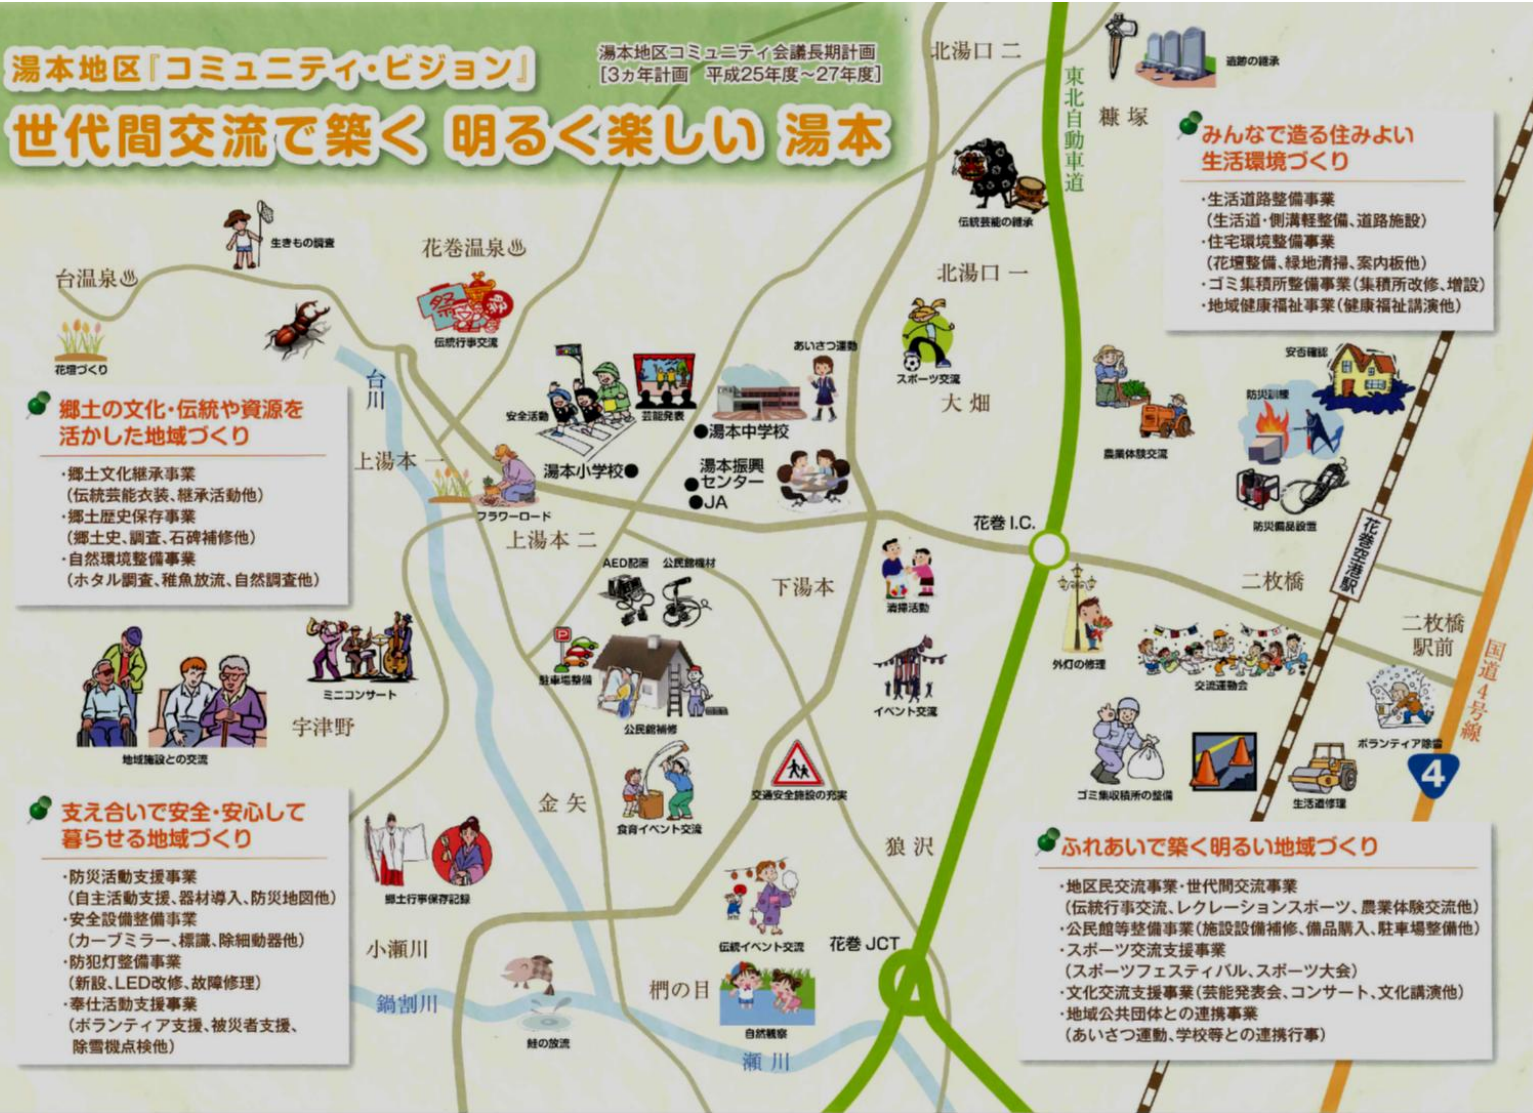 湯本地区『コミュニティ・ビジョン』
世代間交流で築く 明るく楽しい 湯本
湯本地区コミュニティ会議長期計画
[3ヵ年計画 平成25年度～27年度]
北湯口 二
東北自動車道
遺跡の継承
糠塚
みんなで造る住みよい
生活環境づくり
・生活道路整備事業
(生活道・側溝軽整備、道路施設)
・住宅環境整備事業
(花壇整備、緑地清掃、案内板他)
・ゴミ集積所整備事業(集積所改修、増設)
・地域健康福祉事業(健康福祉講演他)
伝統芸能の継承
生きもの調査
花巻温泉♨
台温泉♨
北湯口 一
伝統行事交流
花壇づくり
あいさつ運動
スポーツ交流
安否確認
台川
大畑
防災訓練
郷土の文化・伝統や資源を
活かした地域づくり
・郷土文化継承事業
(伝統芸能衣装、継承活動他)
・郷土歴史保存事業
(郷土史、調査、石碑補修他)
・自然環境整備事業
(ホタル調査、稚魚放流、自然調査他)
安全活動
芸能発表
●湯本中学校
農業体験交流
上湯本 一
湯本小学校●
湯本振興
●センター
●JA
フラワーロード
花巻I.C.
防災備品設置
上湯本 二
花巻空港駅
AED配置
公民館機材
下湯本
二枚橋
清掃活動
二枚橋
駅前
国道4号線
外灯の修理
駐車場整備
交流運動会
ミニコンサート
イベント交流
宇津野
公民館補修
地域施設との交流
ボランティア除雪
4
P
ゴミ集収積所の整備
生活道修理
交通安全施設の充実
金矢
食育イベント交流
支え合いで安全・安心して
暮らせる地域づくり
・防災活動支援事業
(自主活動支援、器材導入、防災地図他)
・安全設備整備事業
(カーブミラー、標識、除細動器他)
・防犯灯整備事業
(新設、LED改修、故障修理)
・奉仕活動支援事業
(ボランティア支援、被災者支援、
除雪機点検他)
狼沢
郷土行事保存記録
ふれあいで築く明るい地域づくり
・地区民交流事業・世代間交流事業
(伝統行事交流、レクレーションスポーツ、農業体験交流他)
・公民館等整備事業(施設設備補修、備品購入、駐車場整備他)
・スポーツ交流支援事業
(スポーツフェスティバル、スポーツ大会)
・文化交流支援事業(芸能発表会、コンサート、文化講演他)
・地域公共団体との連携事業
(あいさつ運動、学校等との連携行事)
小瀬川
伝統イベント交流
花巻JCT
鍋割川
椚の目
自然観察
鮭の放流
瀬川